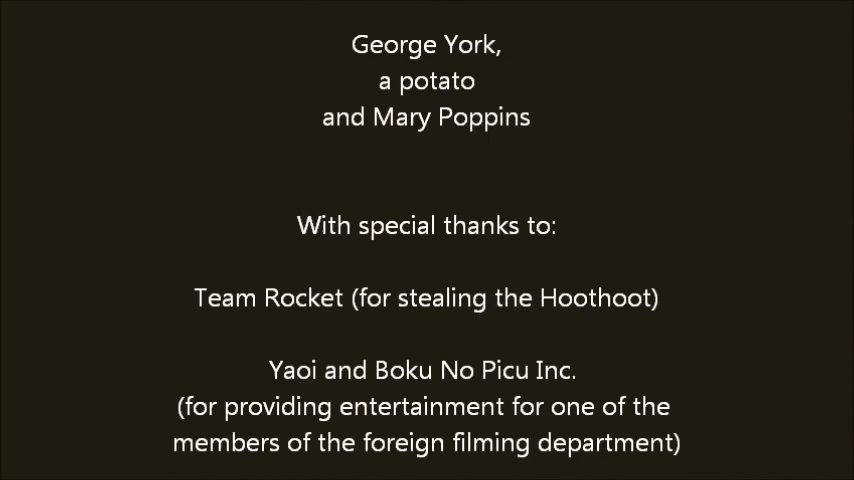 George York,
a potato
and Mary Poppins
With special thanks to:
Team Rocket (for stealing the Hoothoot)
Yaoi and Boku No Picu Inc.
(for providing entertainment for one of the
members of the foreign filming department)